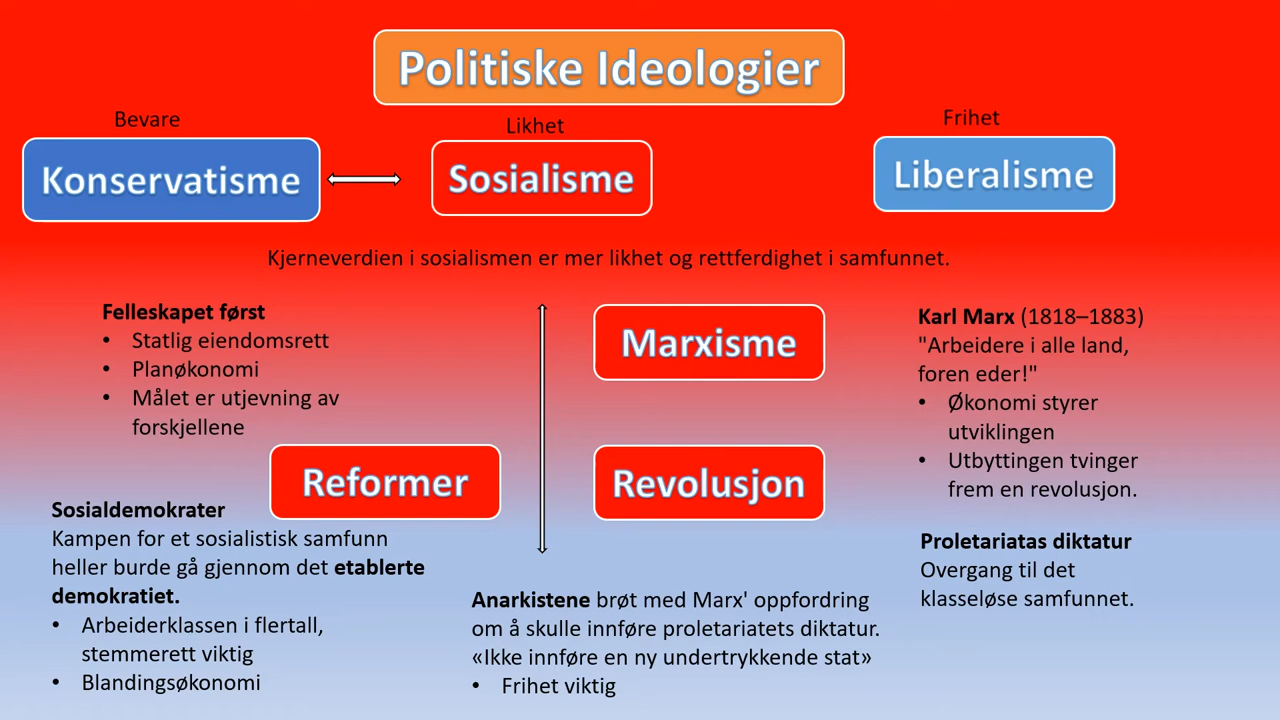 Politiske Ideologier
Bevare
Likhet
Frihet
Konservatisme
Sosialisme
Liberalisme
Kjerneverdien i sosialismen er mer likhet og rettferdighet i samfunnet.
Felleskapet først
• Statlig eiendomsrett
• Planøkonomi
• Målet er utjevning av
forskjellene
Marxisme
Karl Marx (1818–1883)
"Arbeidere i alle land,
foren eder!"
• Økonomi styrer
utviklingen
• Utbyttingen tvinger
frem en revolusjon.
Reformer
Revolusjon
Sosialdemokrater
Kampen for et sosialistisk samfunn
heller burde gå gjennom det etablerte
demokratiet.
• Arbeiderklassen i flertall,
stemmerett viktig
• Blandingsøkonomi
Anarkistene brøt med Marx' oppfordring
om å skulle innføre proletariatets diktatur.
«Ikke innføre en ny undertrykkende stat»
• Frihet viktig
Proletariatas diktatur
Overgang til det
klasseløse samfunnet.